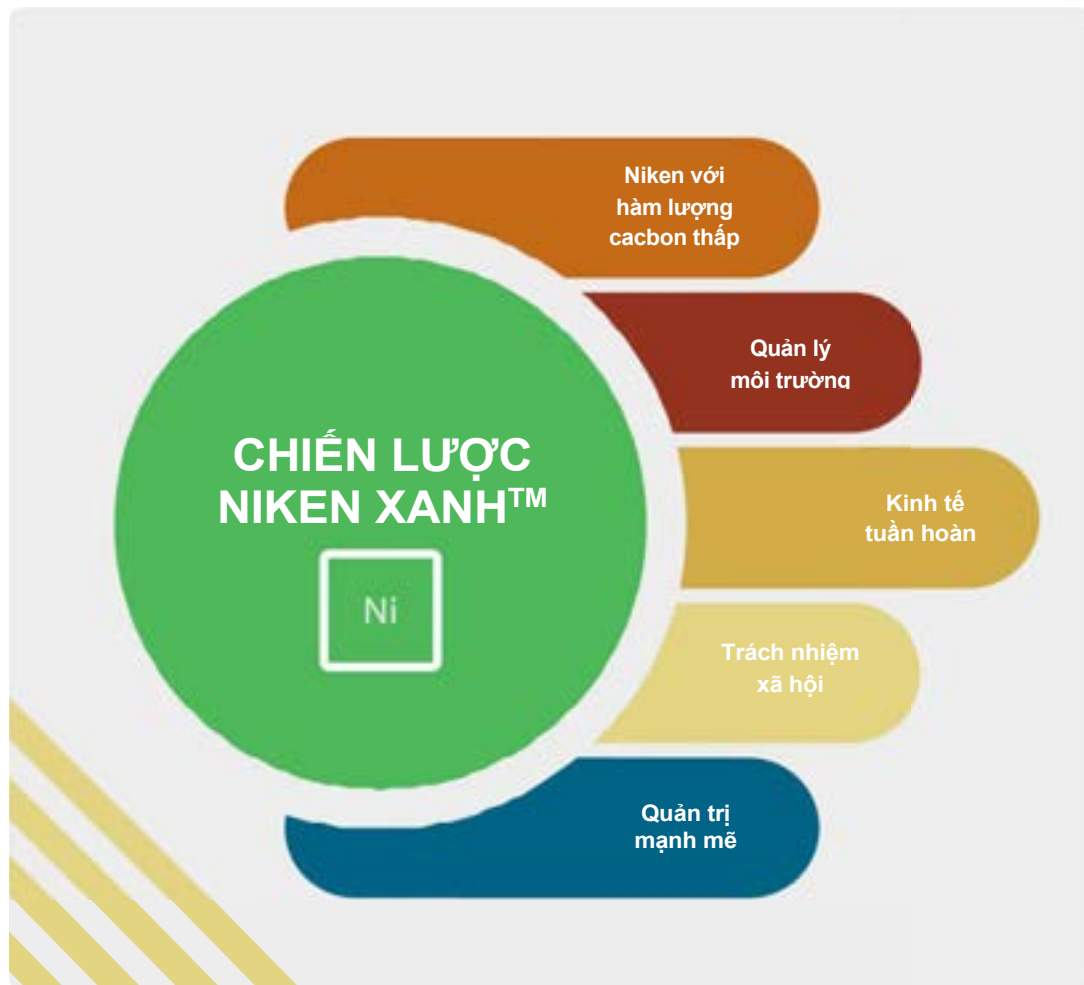 Niken với
hàm lượng
cacbon thấp
Quản lý
môi trường
CHIẾN LƯỢC
NIKEN XANH™
Ni
Kinh tế
tuần hoàn
Trách nhiệm
xã hội
Quản trị
mạnh mẽ